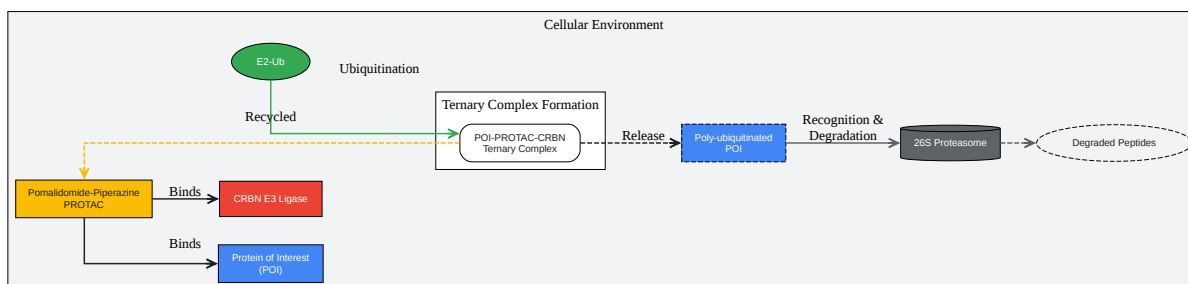 Cellular Environment
E2-Ub
Ubiquitination
Recycled
Ternary Complex Formation
POI-PROTAC-CRBN
Ternary Complex
Release
Poly-ubiquitinated
POI
Recognition &
Degradation
26S Proteasome
Degraded Peptides
Pomalidomide-Piperazine
PROTAC
Binds
CRBN E3 Ligase
Binds
Protein of Interest
(POI)